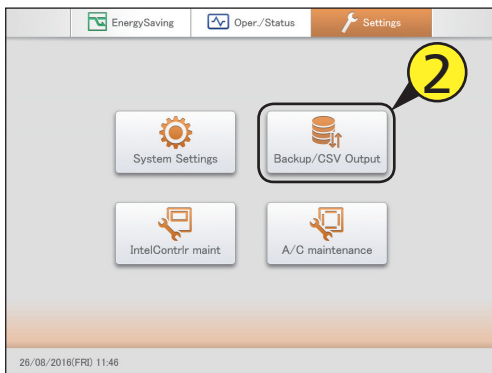 EnergySaving Oper./Status Settings
2
System Settings Backup/CSV Output
IntelContrlr maint A/C maintenance
26/08/2016(FRI) 11:46